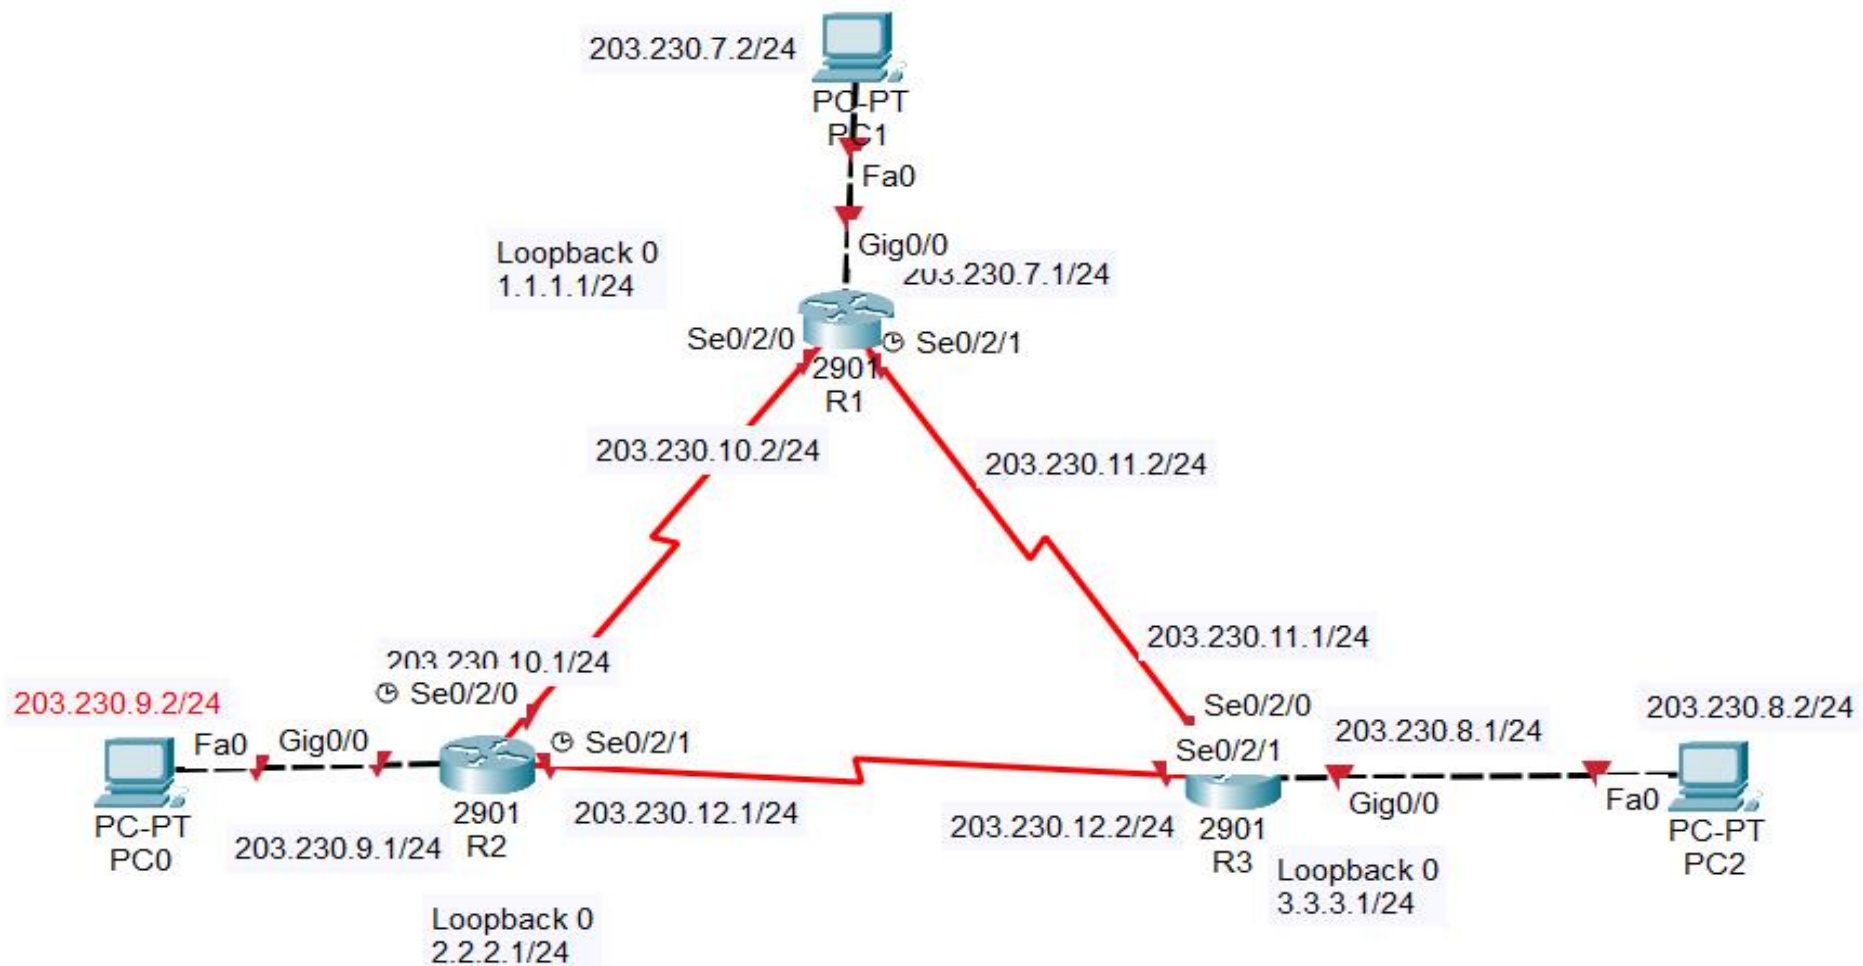 203.230.7.2/24
PC-PT
PC1
Fa0
Gig0/0
203.230.7.1/24
Loopback 0
1.1.1.1/24
Se0/2/0
Se0/2/1
2901
R1
203.230.10.2/24
203.230.11.2/24
203.230.11.1/24
203.230.10.1/24
Se0/2/0
203.230.9.2/24
Fa0
Gig0/0
Se0/2/1
PC-PT
PC0
203.230.9.1/24
2901
R2
203.230.12.1/24
Loopback 0
2.2.2.1/24
Se0/2/0
Se0/2/1
203.230.8.1/24
203.230.8.2/24
203.230.12.2/24
2901
R3
Gig0/0
Fa0
PC-PT
PC2
Loopback 0
3.3.3.1/24